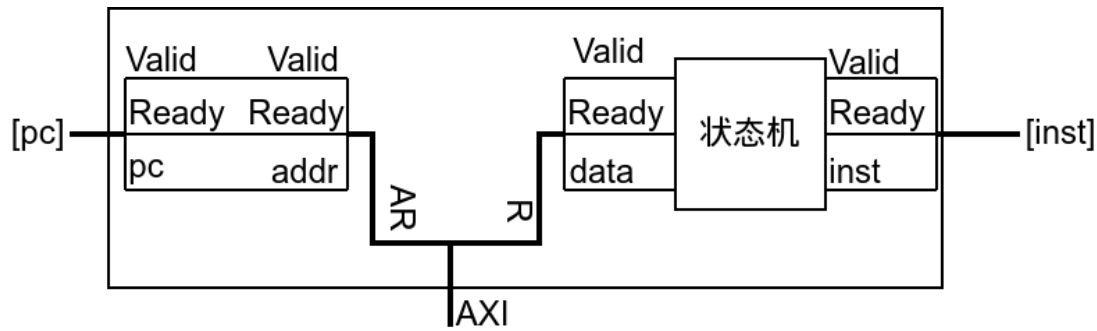 Valid
Valid
Ready
Ready
[pc]
pc
addr
AR
R
AXI
Valid
Ready
data
状态机
Valid
Ready
inst
[inst]